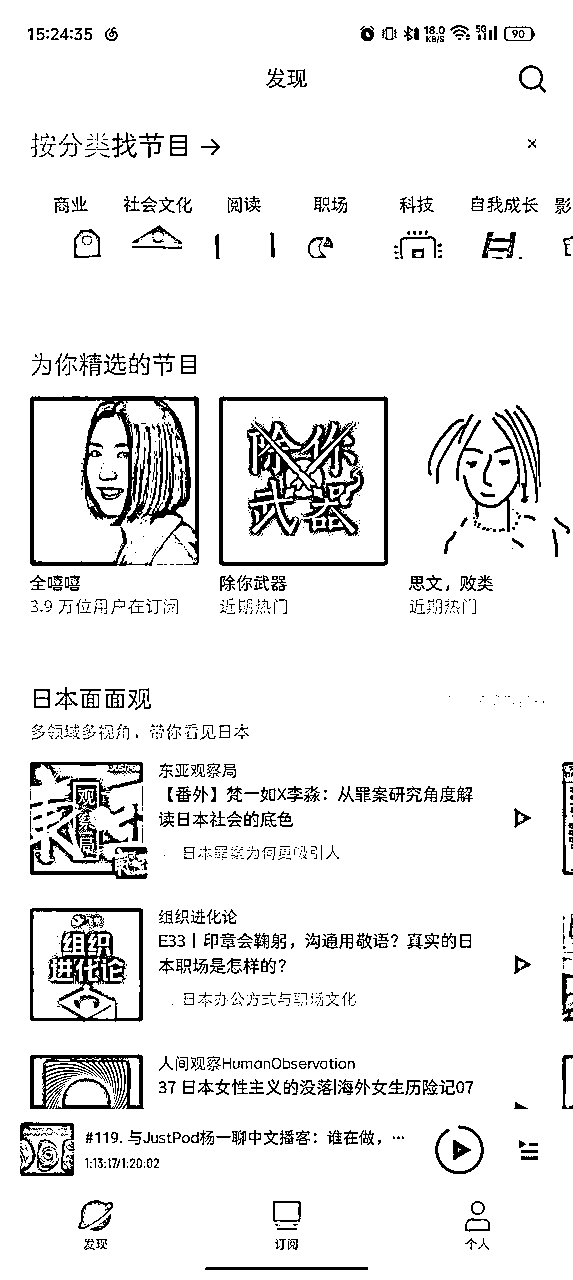 15:24:35
18.0 KB/S
5G
90
发现
按分类找节目 →
×
商业 社会文化 阅读 职场 科技 自我成长 影
为你精选的节目
除你
武器
全嘻嘻
3.9 万位用户在订阅
除你武器
近期热门
思文，败类
近期热门
日本面面观
多领域多视角，带你看见日本
观察局
东亚观察局
【番外】梵一如X李淼：从罪案研究角度解
读日本社会的底色
日本罪案为何更吸引人
组织
进化论
组织进化论
E33丨印章会鞠躬，沟通用敬语？真实的日
本职场是怎样的？
日本办公方式与职场文化
人间观察HumanObservation
37 日本女性主义的没落|海外女生历险记07
#119. 与JustPod杨一聊中文播客：谁在做，…
1:13:17/1:20:02
发现 订阅 个人